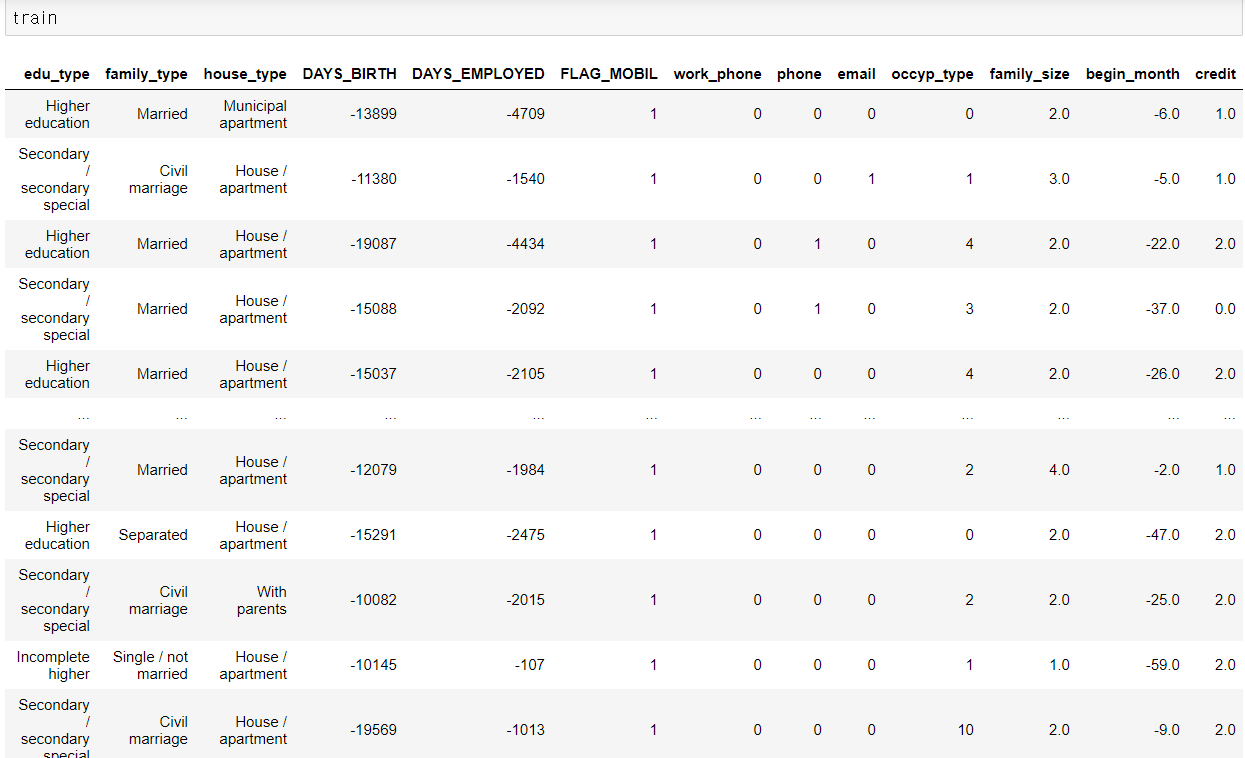 train
edu_type family_type house_type DAYS_BIRTH DAYS_EMPLOYED FLAG_MOBIL work_phone phone email occyp_type family_size begin_month credit
Higher education Married Municipal apartment -13899 -4709 1 0 0 0 0 2.0 -6.0 1.0
Secondary / secondary special Civil marriage House / apartment -11380 -1540 1 0 0 1 1 3.0 -5.0 1.0
Higher education Married House / apartment -19087 -4434 1 0 1 0 4 2.0 -22.0 2.0
Secondary / secondary special Married House / apartment -15088 -2092 1 0 1 0 3 2.0 -37.0 0.0
Higher education Married House / apartment -15037 -2105 1 0 0 0 4 2.0 -26.0 2.0
... ... ... ... ... ... ... ... ... ... ... ... ...
Secondary / secondary special Married House / apartment -12079 -1984 1 0 0 0 2 4.0 -2.0 1.0
Higher education Separated House / apartment -15291 -2475 1 0 0 0 0 2.0 -47.0 2.0
Secondary / secondary special Civil marriage With parents -10082 -2015 1 0 0 0 2 2.0 -25.0 2.0
Incomplete higher Single / not married House / apartment -10145 -107 1 0 0 0 1 1.0 -59.0 2.0
Secondary / secondary special Civil marriage House / apartment -19569 -1013 1 0 0 0 10 2.0 -9.0 2.0